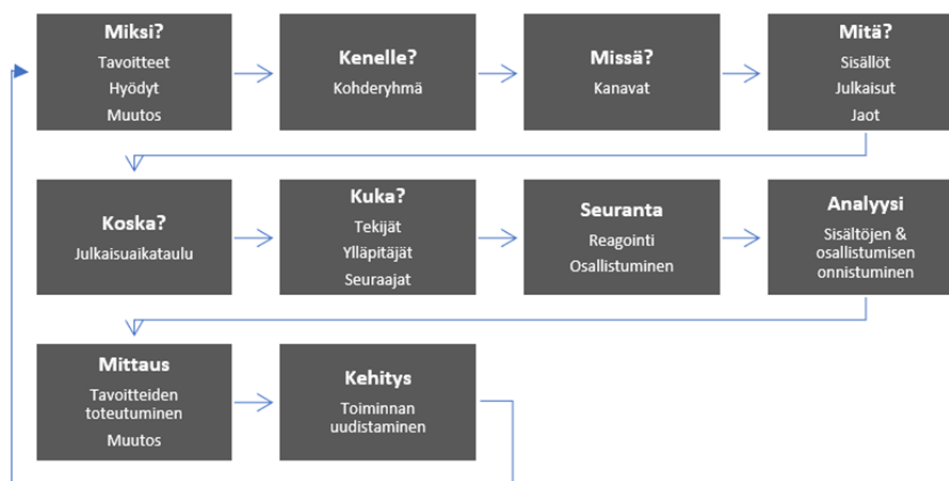 Miksi?
Tavoitteet
Hyödyt
Muutos
Kenelle?
Kohderyhmä
Missä?
Kanavat
Mitä?
Sisällöt
Julkaisut
Jaot
Koska?
Julkaisuaikataulu
Kuka?
Tekijät
Ylläpitäjät
Seuraajat
Seuranta
Reagointi
Osallistuminen
Analyysi
Sisältöjen &
osallistumisen
onnistuminen
Mittaus
Tavoitteiden
toteutuminen
Muutos
Kehitys
Toiminnan
uudistaminen